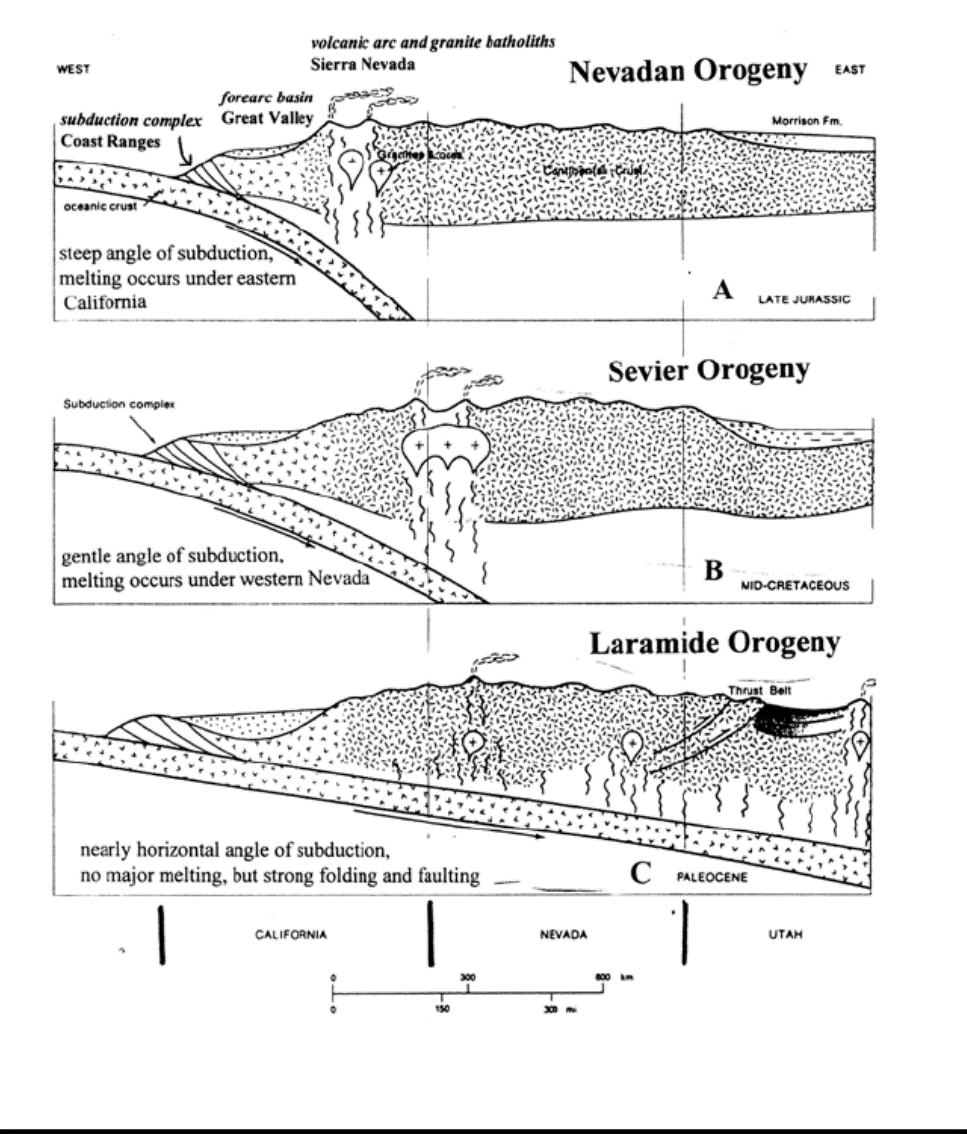 volcanic arc and granite batholiths
WEST
Sierra Nevada
Nevadan Orogeny
EAST
forearc basin
Great Valley
subduction complex
Coast Ranges
Morrison Fm.
Continental Crust
oceanic crust
steep angle of subduction,
melting occurs under eastern
California
A
LATE JURASSIC
Sevier Orogeny
Subduction complex
gentle angle of subduction,
melting occurs under western Nevada
B
MID-CRETACEOUS
Laramide Orogeny
Thrust Belt
nearly horizontal angle of subduction,
no major melting, but strong folding and faulting
C
PALEOCENE
CALIFORNIA
NEVADA
UTAH
0 300 600 km
0 150 300 mi